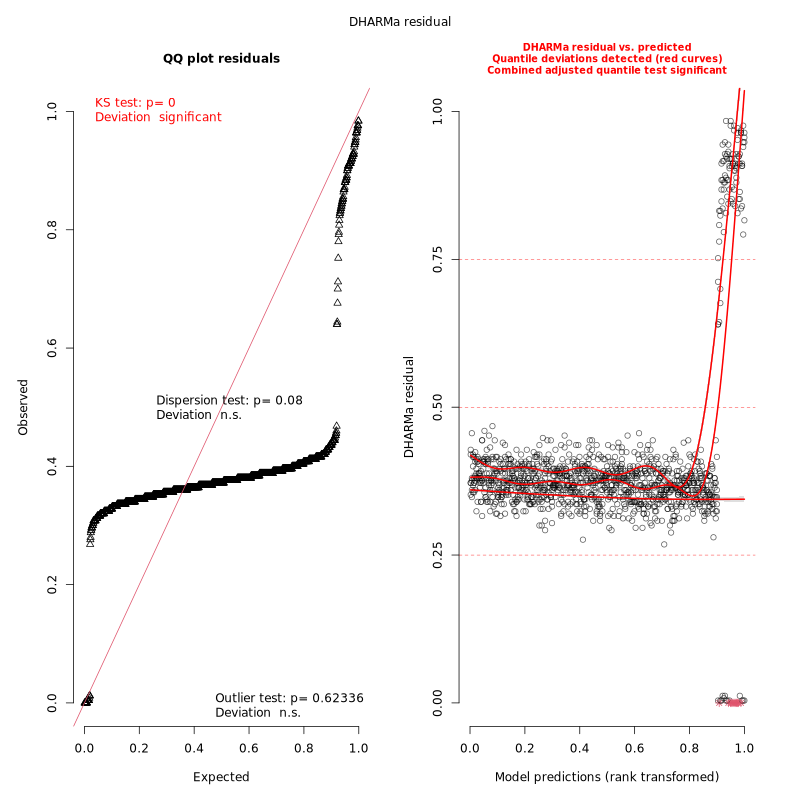 DHARMa residual
QQ plot residuals
KS test: p= 0
Deviation significant
Dispersion test: p= 0.08
Deviation n.s.
Outlier test: p= 0.62336
Deviation n.s.
Observed
0.0
0.2
0.4
0.6
0.8
1.0
0.0 0.2 0.4 0.6 0.8 1.0
Expected
DHARMa residual vs. predicted
Quantile deviations detected (red curves)
Combined adjusted quantile test significant
DHARMa residual
0.00
0.25
0.50
0.75
1.00
0.0 0.2 0.4 0.6 0.8 1.0
Model predictions (rank transformed)